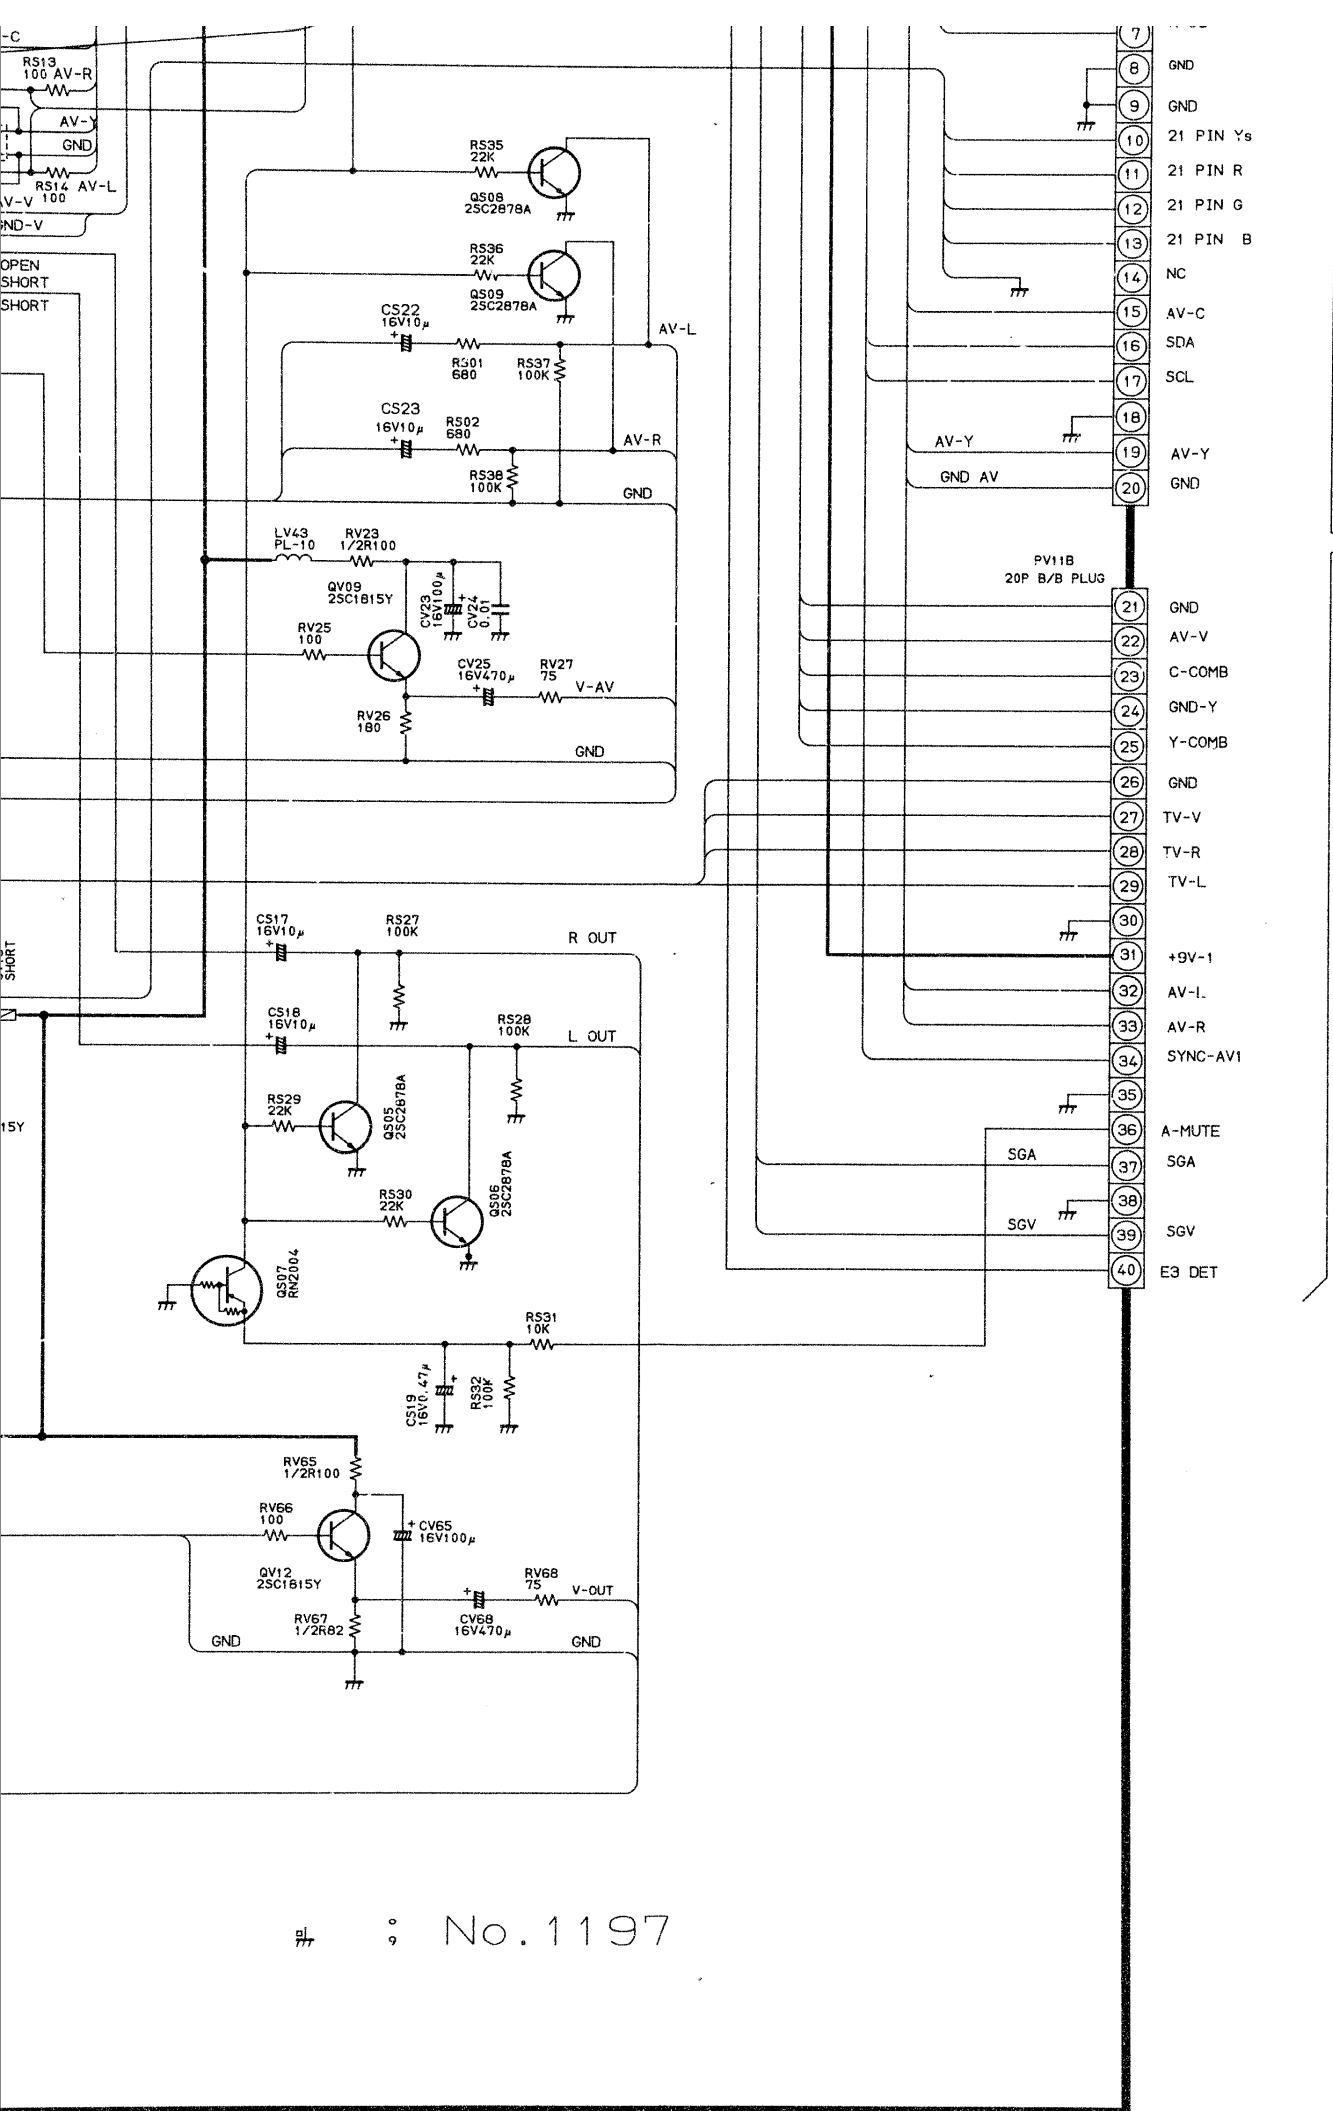 -C
RS13
100 AV-R
AV-Y
GND
RS14 AV-L
100
V-V
GND-V
OPEN
SHORT
SHORT
RS35
22K
QS08
2SC2878A
RS36
22K
QS09
2SC2878A
CS22
16V10μ
RS01
680
RS37
100K
AV-L
CS23
16V10μ
RS02
680
RS38
100K
AV-R
GND
LV43
PL-10
RV23
1/2R100
QV09
2SC1815Y
CV23
16V100μ
CV24
0.01
RV25
100
CV25
16V470μ
RV27
75
V-AV
RV26
180
GND
SHORT
CS17
16V10μ
RS27
100K
R OUT
CS18
16V10μ
RS28
100K
L OUT
15Y
RS29
22K
QS05
2SC2878A
RS30
22K
QS06
2SC2878A
QS07
RN2004
RS31
10K
CS19
16V0.47μ
RS32
100K
RV65
1/2R100
RV66
100
CV65
16V100μ
QV12
2SC1815Y
RV68
75
V-OUT
RV67
1/2R82
CV68
16V470μ
GND
GND
7
8 GND
9 GND
10 21 PIN Ys
11 21 PIN R
12 21 PIN G
13 21 PIN B
14 NC
15 AV-C
16 SDA
17 SCL
18
AV-Y 19 AV-Y
GND AV 20 GND
PV11B
20P B/B PLUG
21 GND
22 AV-V
23 C-COMB
24 GND-Y
25 Y-COMB
26 GND
27 TV-V
28 TV-R
29 TV-L
30
31 +9V-1
32 AV-L
33 AV-R
34 SYNC-AV1
35
36 A-MUTE
SGA 37 SGA
38
SGV 39 SGV
40 E3 DET
; No.1197